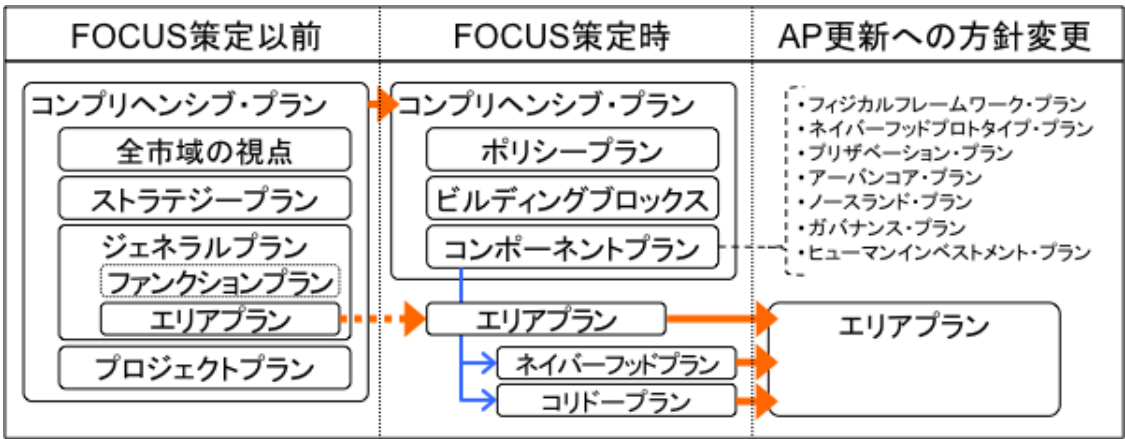 FOCUS策定以前
FOCUS策定時
AP更新への方針変更
コンプリヘンシブ・プラン
全市域の視点
ストラテジープラン
ジェネラルプラン
ファンクションプラン
エリアプラン
プロジェクトプラン
コンプリヘンシブ・プラン
ポリシープラン
ビルディングブロックス
コンポーネントプラン
エリアプラン
ネイバーフッドプラン
コリドープラン
・フィジカルフレームワーク・プラン
・ネイバーフッドプロトタイプ・プラン
・プリザベーション・プラン
・アーバンコア・プラン
・ノースランド・プラン
・ガバナンス・プラン
・ヒューマンインベストメント・プラン
エリアプラン